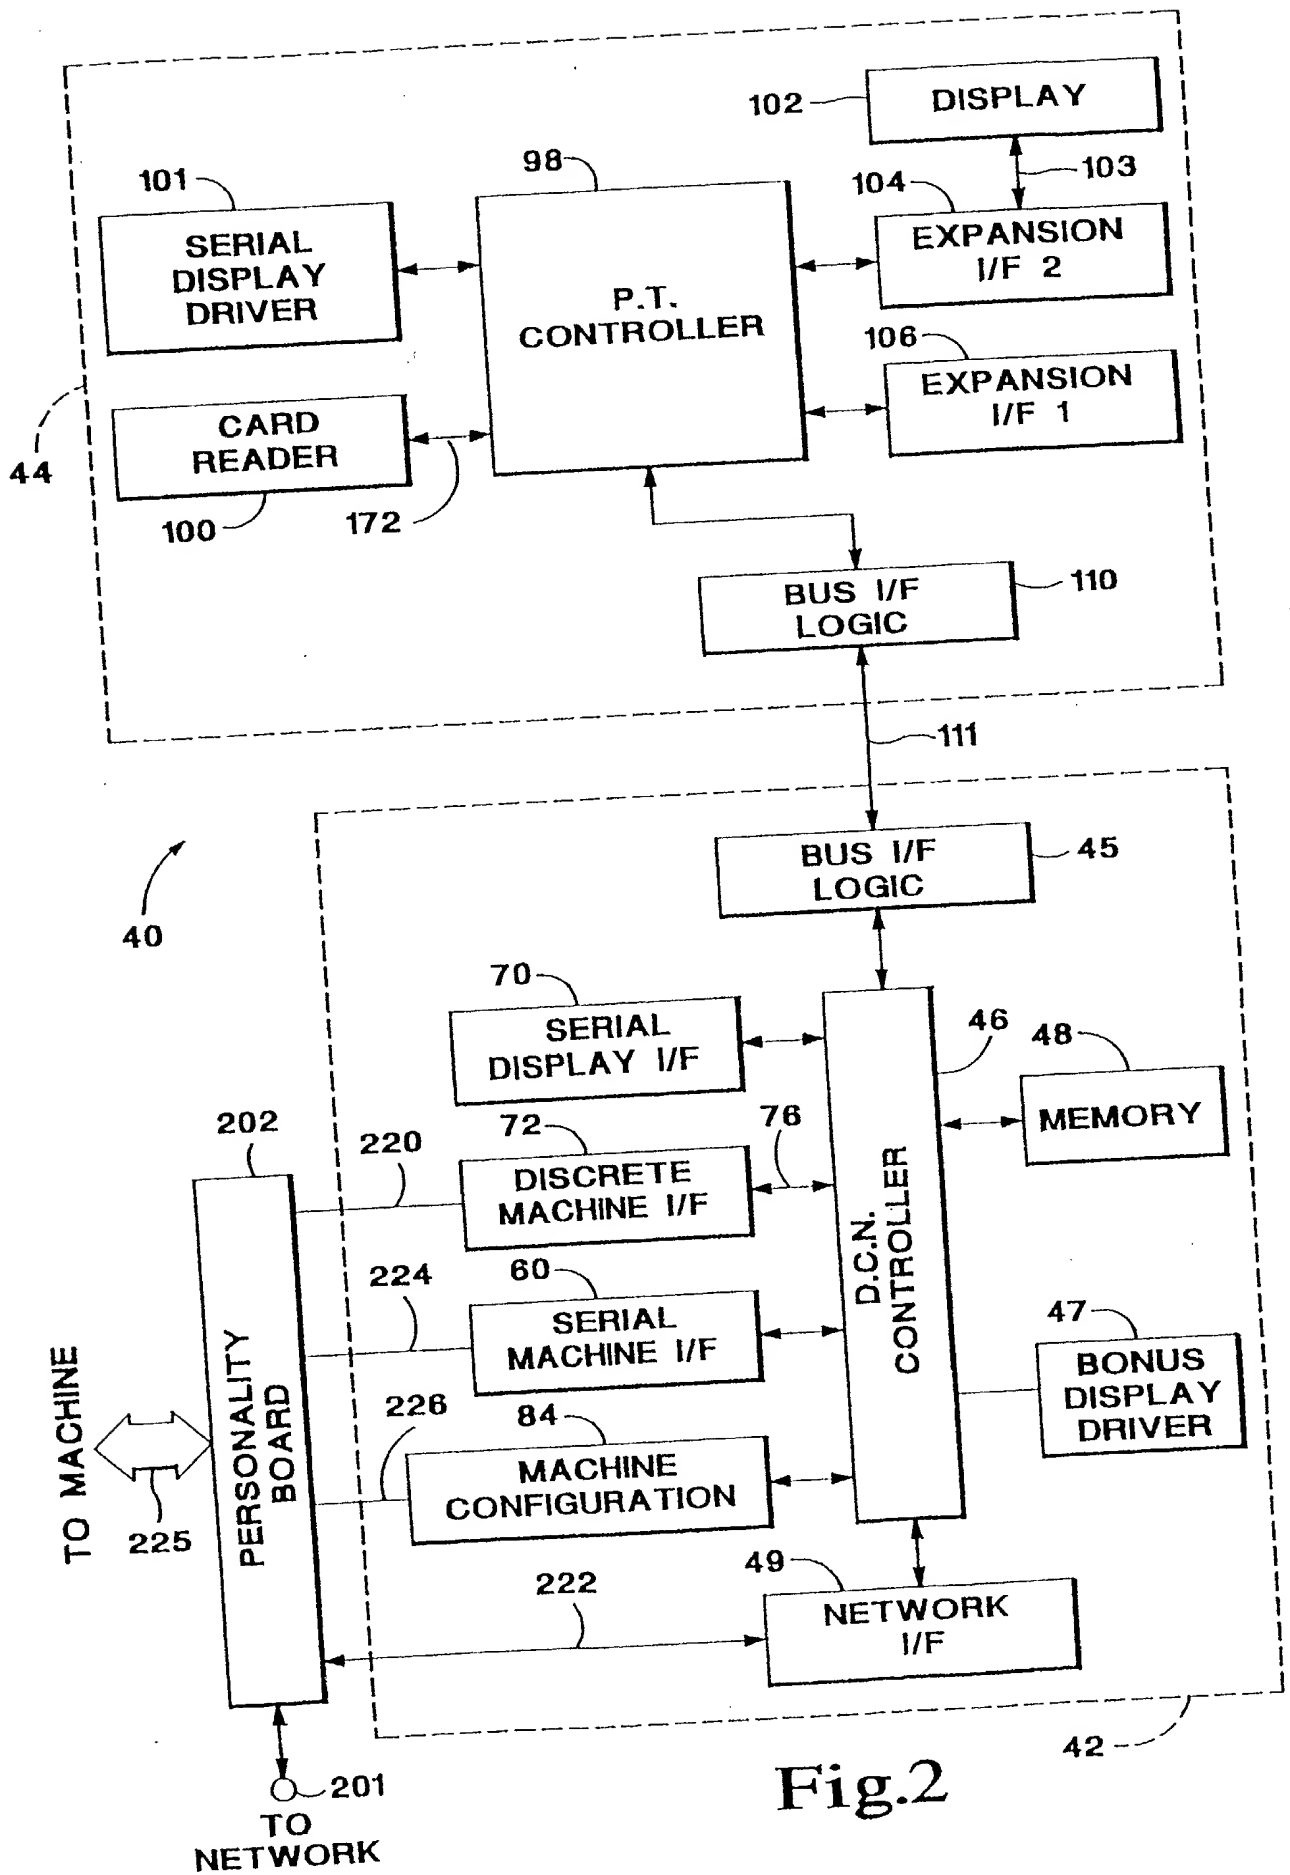 102
DISPLAY
103
98
101
104
SERIAL
DISPLAY
DRIVER
P.T.
CONTROLLER
EXPANSION
I/F 2
106
EXPANSION
I/F 1
44
CARD
READER
100
172
BUS I/F
LOGIC
110
111
40
BUS I/F
LOGIC
45
70
SERIAL
DISPLAY I/F
46
48
MEMORY
202
220
72
76
DISCRETE
MACHINE I/F
D.C.N.
CONTROLLER
224
60
SERIAL
MACHINE I/F
47
BONUS
DISPLAY
DRIVER
TO MACHINE
225
PERSONALITY
BOARD
226
84
MACHINE
CONFIGURATION
222
49
NETWORK
I/F
42
201
TO
NETWORK
Fig.2